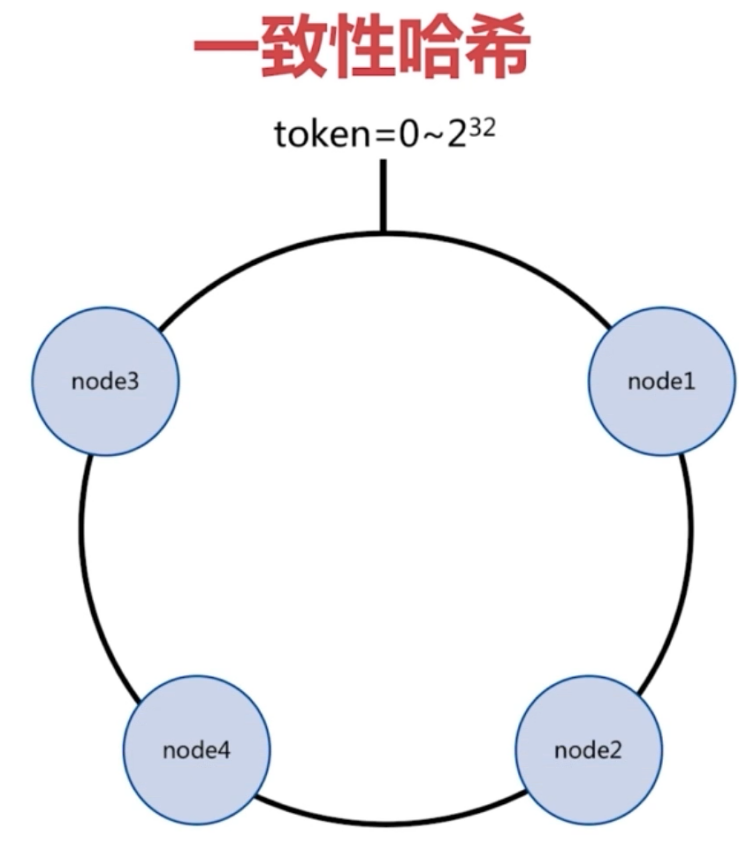 一致性哈希
token=0~2³²
node3
node1
node4
node2